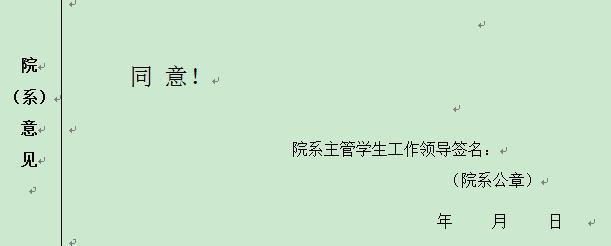 院
（系）
意
见
同 意！
院系主管学生工作领导签名：
（院系公章）
年 月 日